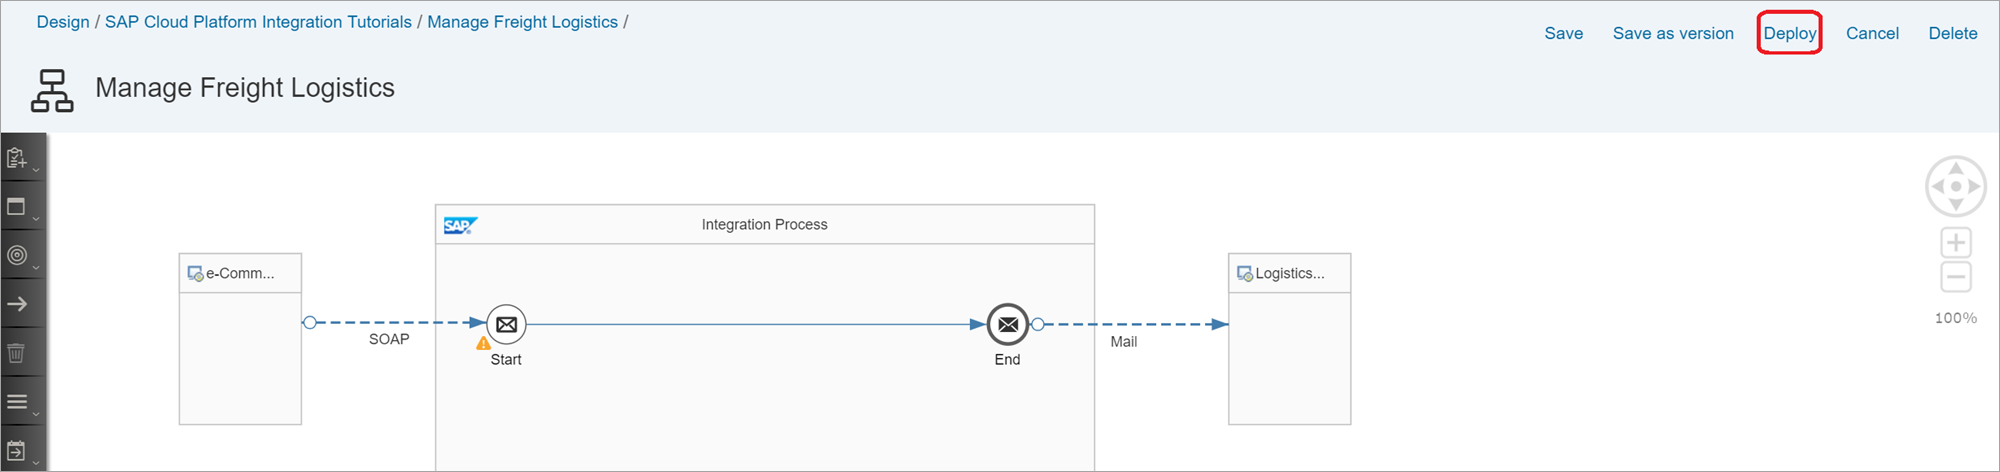 Design / SAP Cloud Platform Integration Tutorials / Manage Freight Logistics /
Save Save as version Deploy Cancel Delete
Manage Freight Logistics
SAP Integration Process
e-Comm... Logistics...
SOAP Mail
Start End
100%